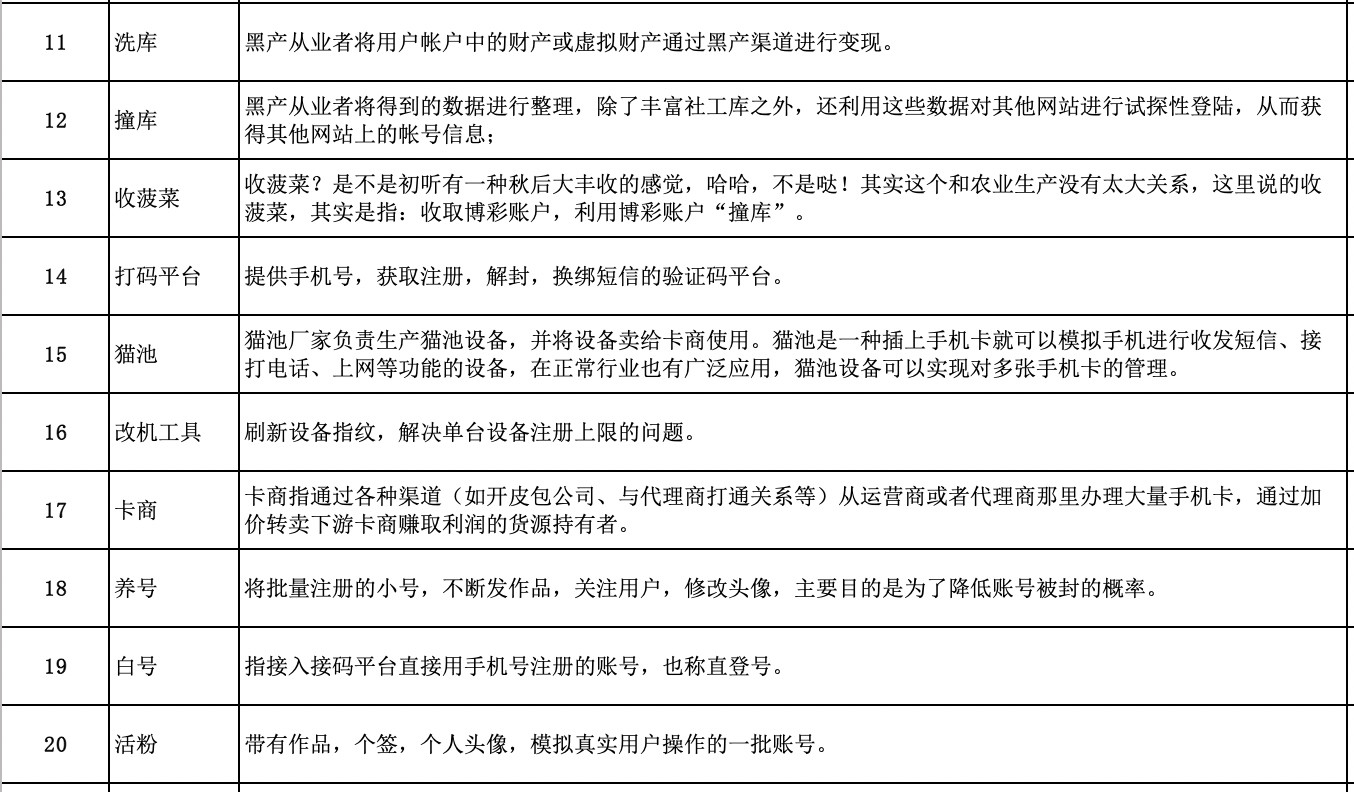 11 洗库 黑产从业者将用户帐户中的财产或虚拟财产通过黑产渠道进行变现。
12 撞库 黑产从业者将得到的数据进行整理，除了丰富社工库之外，还利用这些数据对其他网站进行试探性登陆，从而获
得其他网站上的帐号信息；
13 收菠菜 收菠菜？是不是初听有一种秋后大丰收的感觉，哈哈，不是哒！其实这个和农业生产没有太大关系，这里说的收
菠菜，其实是指：收取博彩账户，利用博彩账户“撞库”。
14 打码平台 提供手机号，获取注册，解封，换绑短信的验证码平台。
15 猫池 猫池厂家负责生产猫池设备，并将设备卖给卡商使用。猫池是一种插上手机卡就可以模拟手机进行收发短信、接
打电话、上网等功能的设备，在正常行业也有广泛应用，猫池设备可以实现对多张手机卡的管理。
16 改机工具 刷新设备指纹，解决单台设备注册上限的问题。
17 卡商 卡商指通过各种渠道（如开皮包公司、与代理商打通关系等）从运营商或者代理商那里办理大量手机卡，通过加
价转卖下游卡商赚取利润的货源持有者。
18 养号 将批量注册的小号，不断发作品，关注用户，修改头像，主要目的是为了降低账号被封的概率。
19 白号 指接入接码平台直接用手机号注册的账号，也称直登号。
20 活粉 带有作品，个签，个人头像，模拟真实用户操作的一批账号。